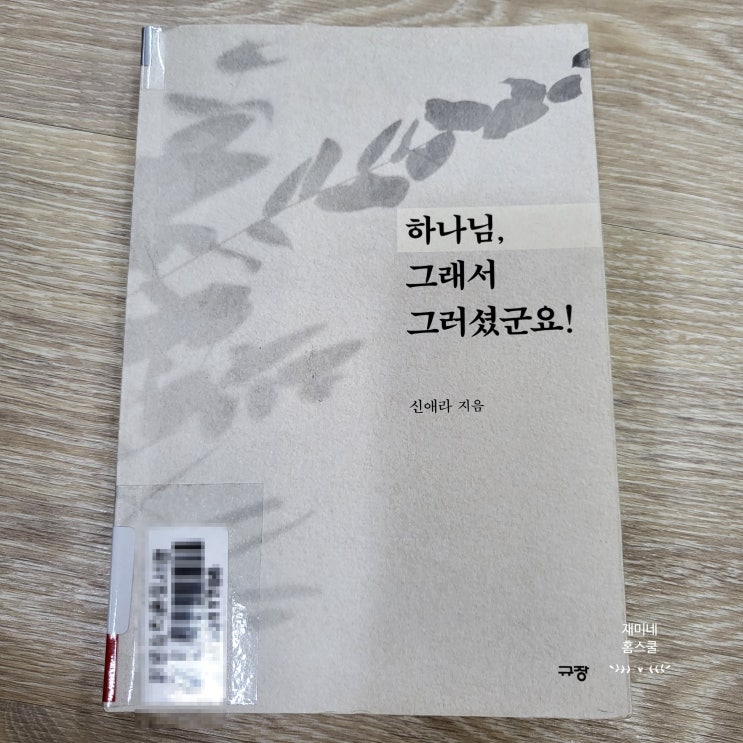 하나님,
그래서
그러셨군요!
신애라 지음
규장
재미네
홈스쿨